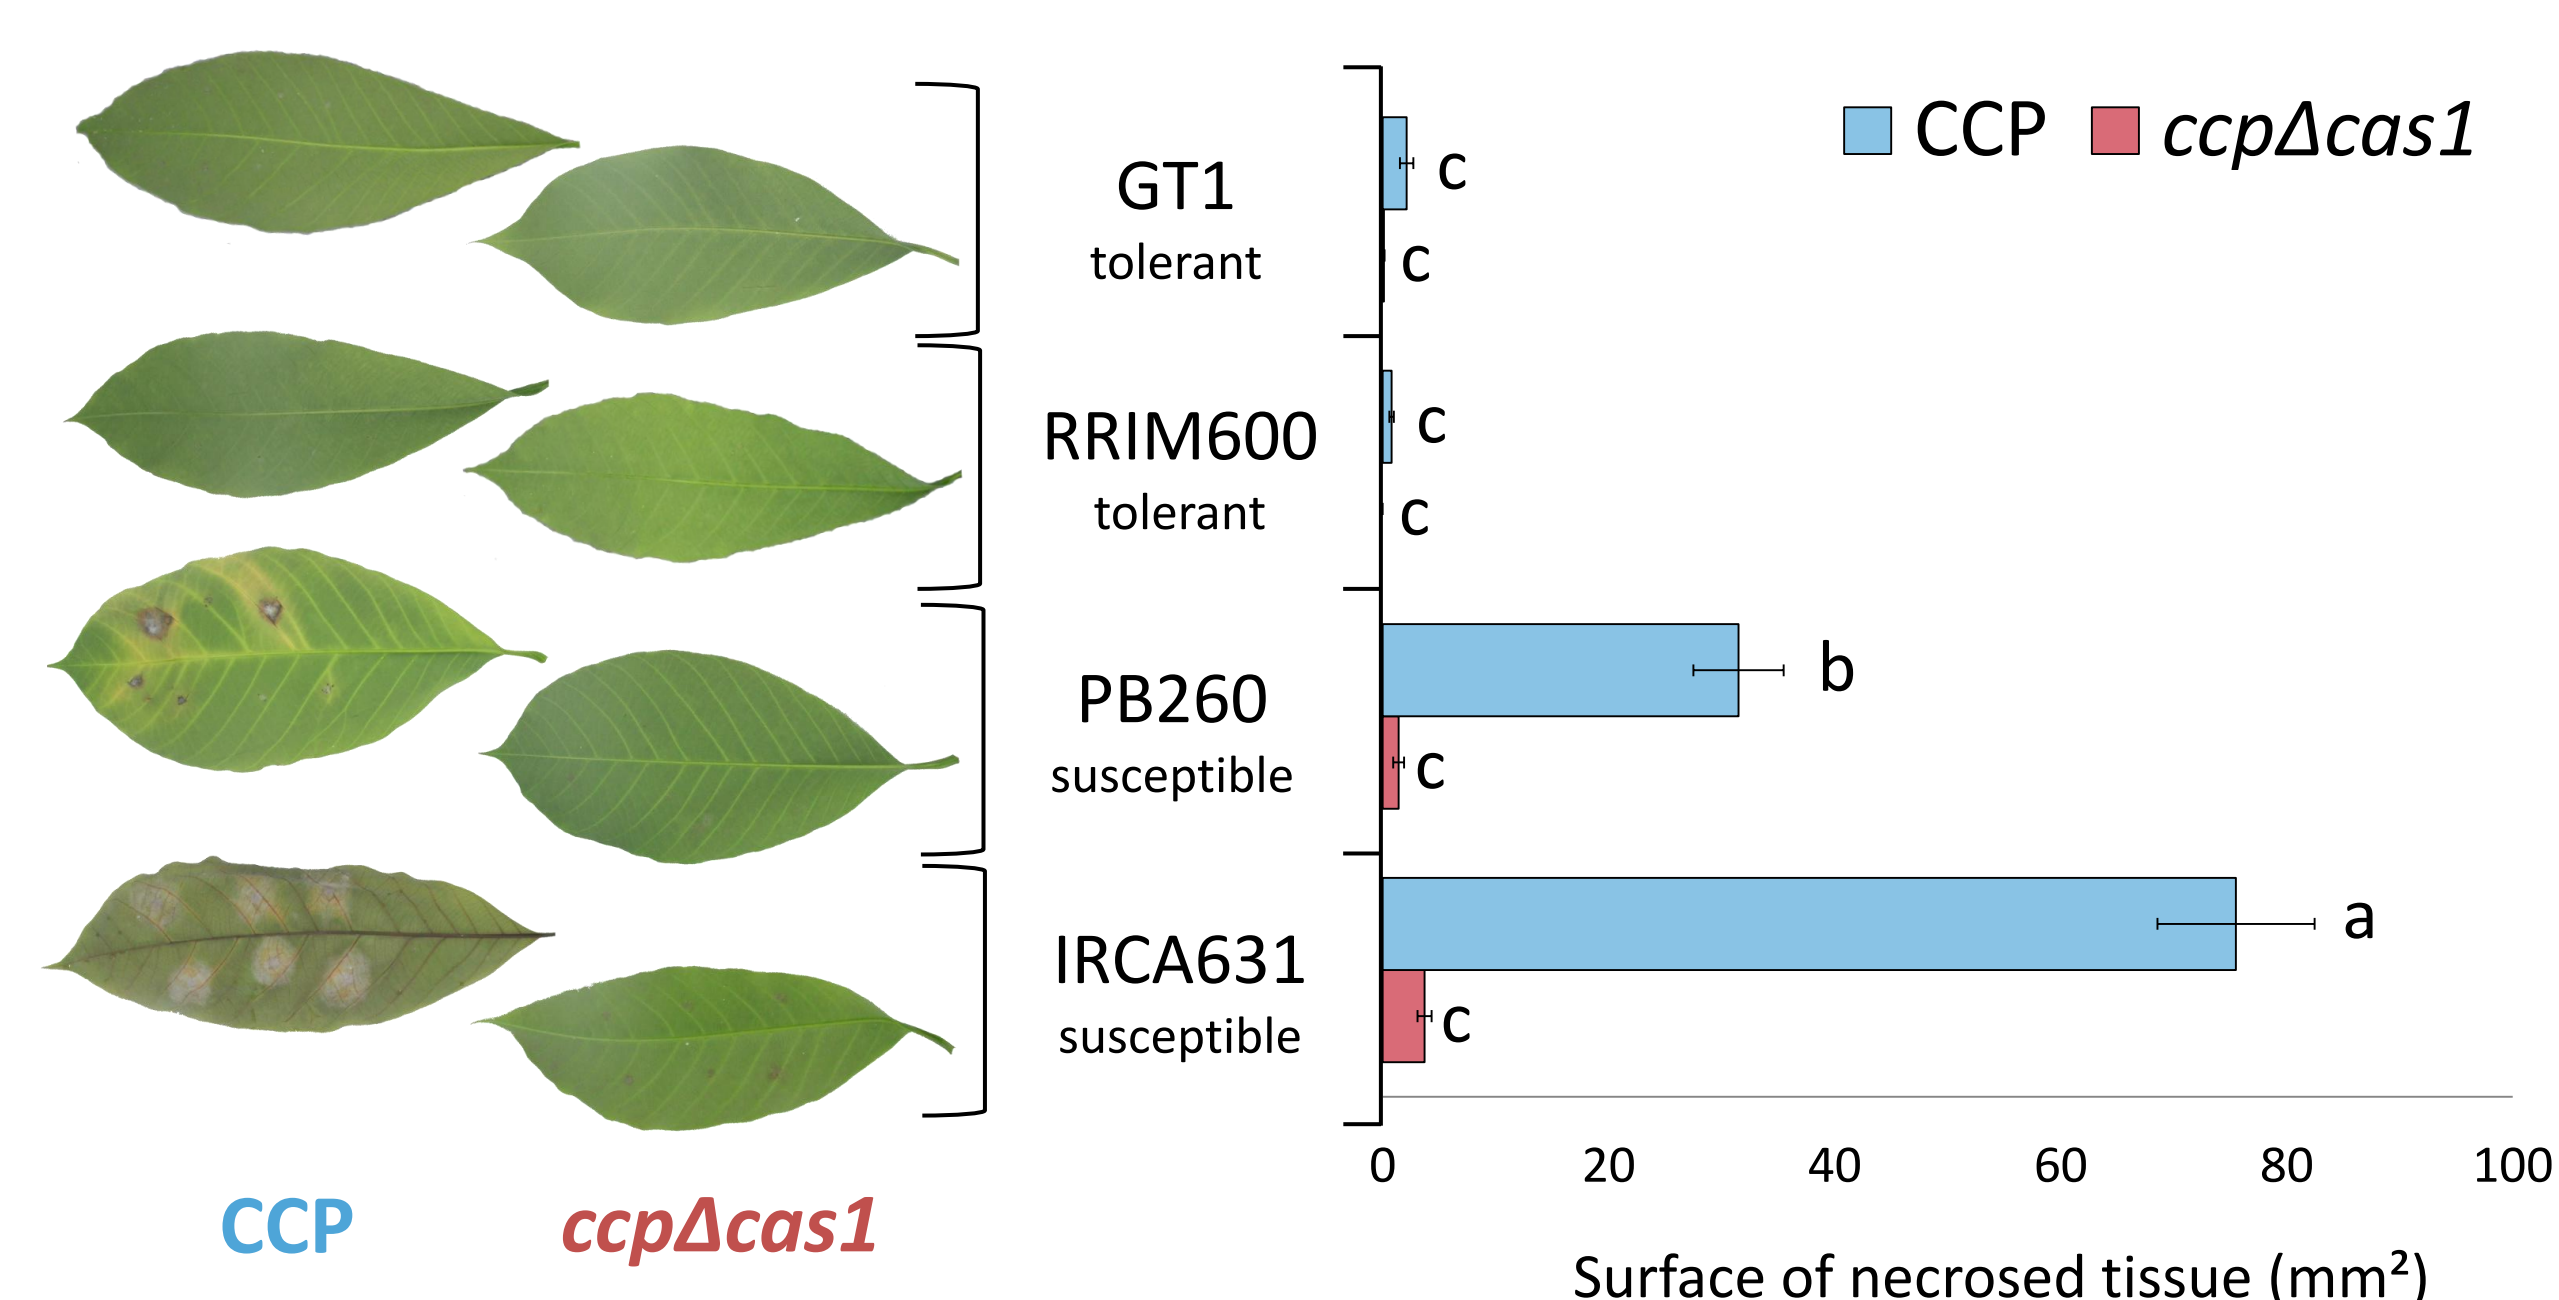 CCP ccpΔcas1
GT1
tolerant
c
c
RRIM600
tolerant
c
c
PB260
susceptible
b
c
IRCA631
susceptible
a
c
0 20 40 60 80 100
CCP ccpΔcas1
Surface of necrosed tissue (mm²)